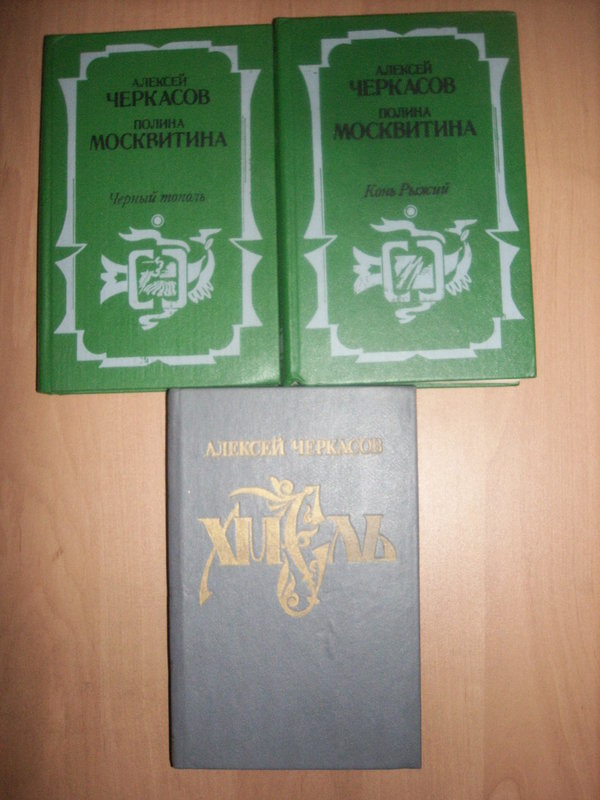 АЛЕКСЕЙ
ЧЕРКАСОВ
ПОЛИНА
МОСКВИТИНА
Черный тополь
АЛЕКСЕЙ
ЧЕРКАСОВ
ПОЛИНА
МОСКВИТИНА
Конь Рыжий
АЛЕКСЕЙ ЧЕРКАСОВ
ХМЕЛЬ